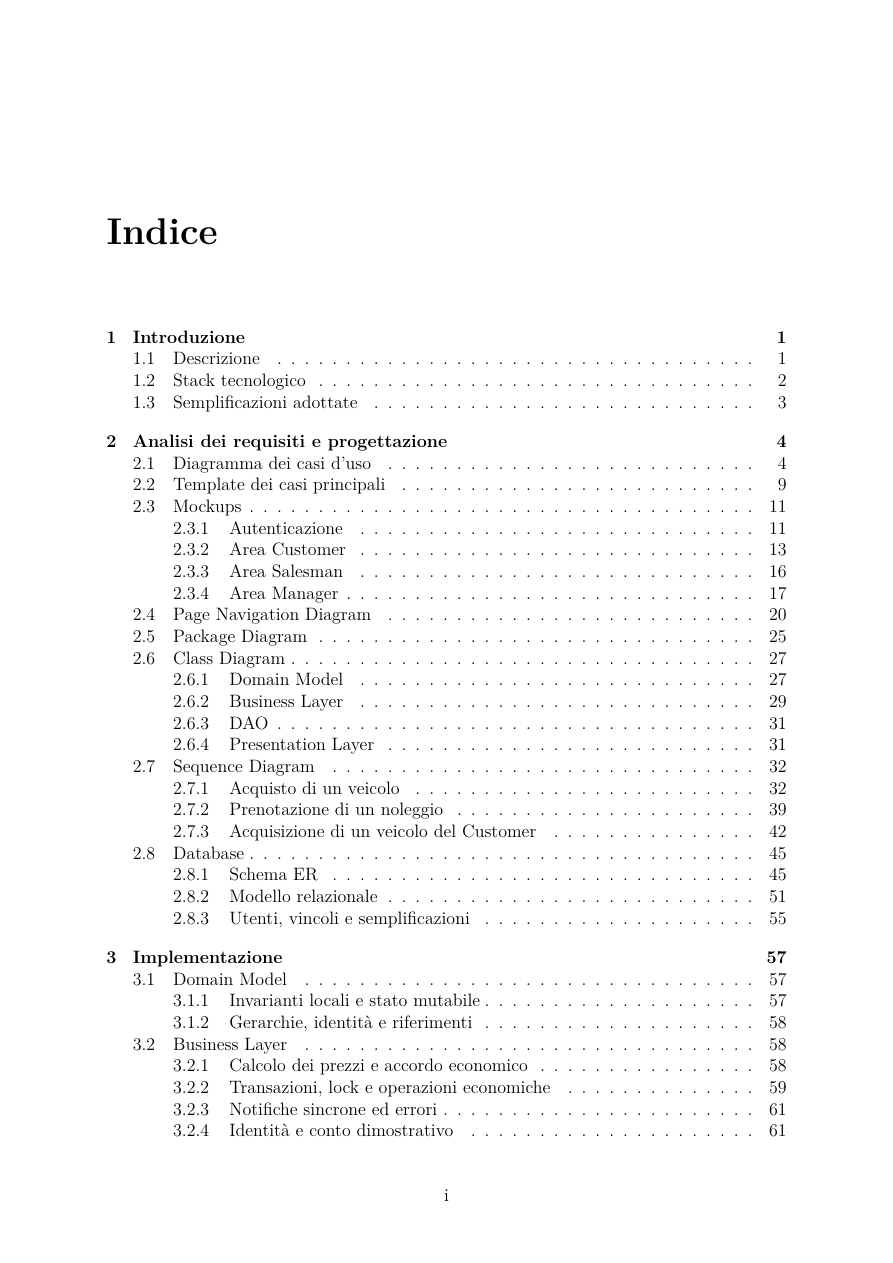 Indice
1 Introduzione 1
1.1 Descrizione . . . . . . . . . . . . . . . . . . . . . . . . . . . . . . . . . . . 1
1.2 Stack tecnologico . . . . . . . . . . . . . . . . . . . . . . . . . . . . . . . . 2
1.3 Semplificazioni adottate . . . . . . . . . . . . . . . . . . . . . . . . . . . . 3
2 Analisi dei requisiti e progettazione 4
2.1 Diagramma dei casi d'uso . . . . . . . . . . . . . . . . . . . . . . . . . . . 4
2.2 Template dei casi principali . . . . . . . . . . . . . . . . . . . . . . . . . . 9
2.3 Mockups . . . . . . . . . . . . . . . . . . . . . . . . . . . . . . . . . . . . . 11
2.3.1 Autenticazione . . . . . . . . . . . . . . . . . . . . . . . . . . . . . 11
2.3.2 Area Customer . . . . . . . . . . . . . . . . . . . . . . . . . . . . . 13
2.3.3 Area Salesman . . . . . . . . . . . . . . . . . . . . . . . . . . . . . 16
2.3.4 Area Manager . . . . . . . . . . . . . . . . . . . . . . . . . . . . . . 17
2.4 Page Navigation Diagram . . . . . . . . . . . . . . . . . . . . . . . . . . . 20
2.5 Package Diagram . . . . . . . . . . . . . . . . . . . . . . . . . . . . . . . . 25
2.6 Class Diagram . . . . . . . . . . . . . . . . . . . . . . . . . . . . . . . . . . 27
2.6.1 Domain Model . . . . . . . . . . . . . . . . . . . . . . . . . . . . . 27
2.6.2 Business Layer . . . . . . . . . . . . . . . . . . . . . . . . . . . . . 29
2.6.3 DAO . . . . . . . . . . . . . . . . . . . . . . . . . . . . . . . . . . . 31
2.6.4 Presentation Layer . . . . . . . . . . . . . . . . . . . . . . . . . . . 31
2.7 Sequence Diagram . . . . . . . . . . . . . . . . . . . . . . . . . . . . . . . 32
2.7.1 Acquisto di un veicolo . . . . . . . . . . . . . . . . . . . . . . . . . 32
2.7.2 Prenotazione di un noleggio . . . . . . . . . . . . . . . . . . . . . . 39
2.7.3 Acquisizione di un veicolo del Customer . . . . . . . . . . . . . . . 42
2.8 Database . . . . . . . . . . . . . . . . . . . . . . . . . . . . . . . . . . . . . 45
2.8.1 Schema ER . . . . . . . . . . . . . . . . . . . . . . . . . . . . . . . 45
2.8.2 Modello relazionale . . . . . . . . . . . . . . . . . . . . . . . . . . . 51
2.8.3 Utenti, vincoli e semplificazioni . . . . . . . . . . . . . . . . . . . . 55
3 Implementazione 57
3.1 Domain Model . . . . . . . . . . . . . . . . . . . . . . . . . . . . . . . . . 57
3.1.1 Invarianti locali e stato mutabile . . . . . . . . . . . . . . . . . . . . 57
3.1.2 Gerarchie, identità e riferimenti . . . . . . . . . . . . . . . . . . . . 58
3.2 Business Layer . . . . . . . . . . . . . . . . . . . . . . . . . . . . . . . . . 58
3.2.1 Calcolo dei prezzi e accordo economico . . . . . . . . . . . . . . . . 58
3.2.2 Transazioni, lock e operazioni economiche . . . . . . . . . . . . . . 59
3.2.3 Notifiche sincrone ed errori . . . . . . . . . . . . . . . . . . . . . . . 61
3.2.4 Identità e conto dimostrativo . . . . . . . . . . . . . . . . . . . . . 61
i